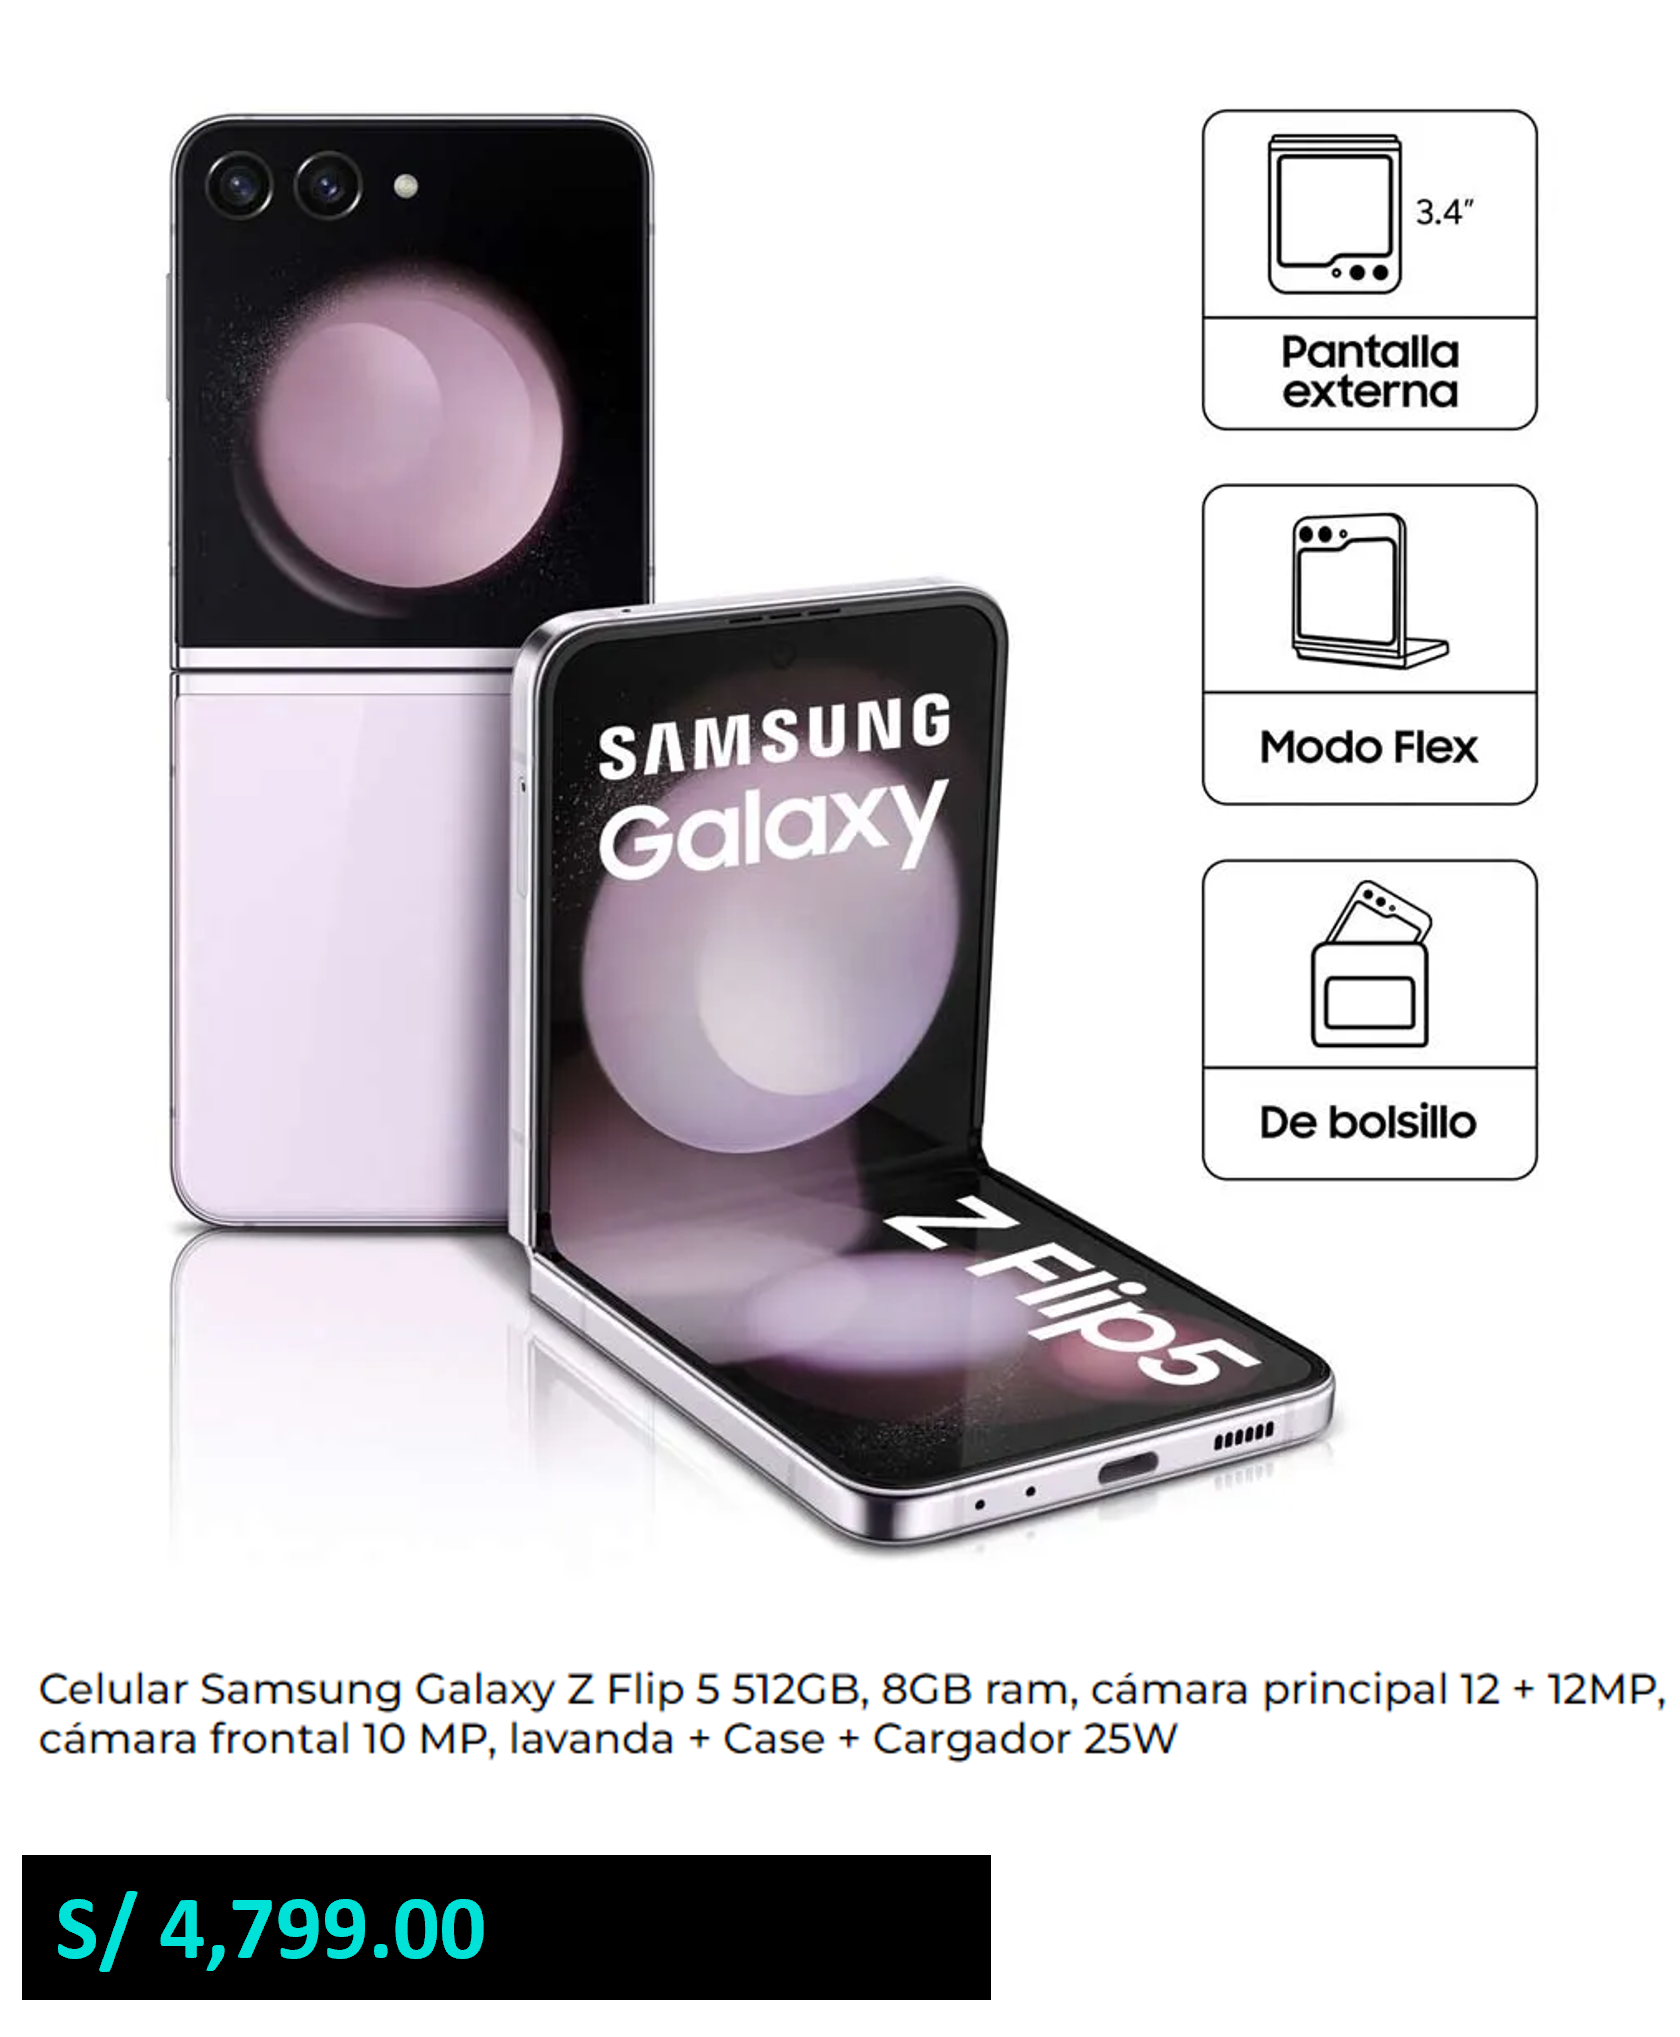 3.4"
Pantalla
externa
Modo Flex
De bolsillo
SAMSUNG
Galaxy
Z Flip5
Celular Samsung Galaxy Z Flip 5 512GB, 8GB ram, cámara principal 12 + 12MP,
cámara frontal 10 MP, lavanda + Case + Cargador 25W
S/ 4,799.00